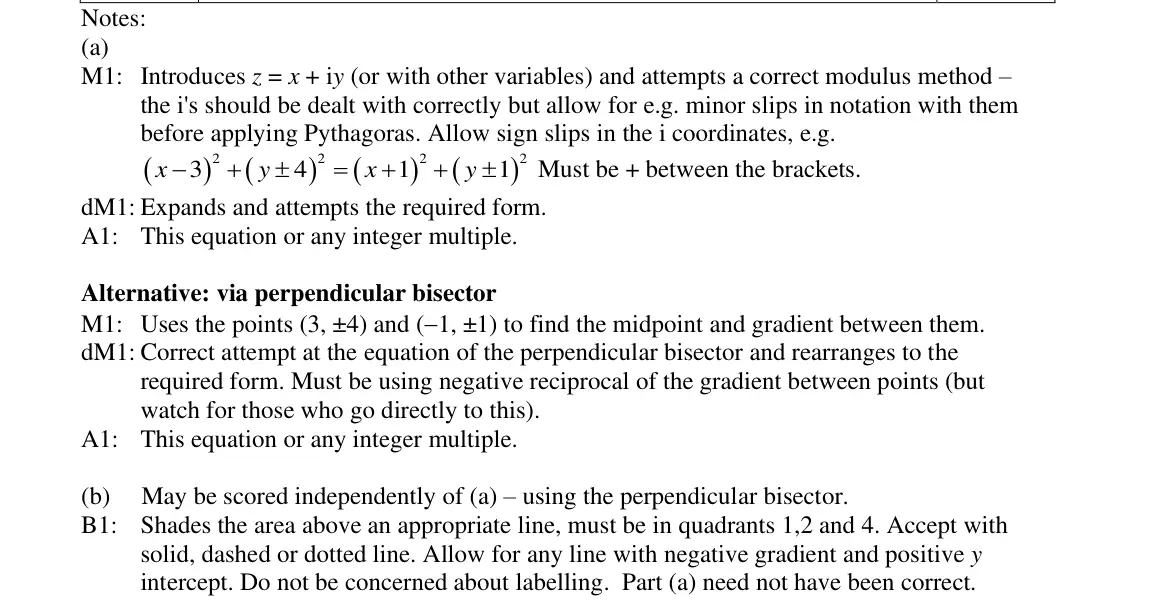 Notes:
(a)
M1: Introduces z = x + iy (or with other variables) and attempts a correct modulus method –
the i's should be dealt with correctly but allow for e.g. minor slips in notation with them
before applying Pythagoras. Allow sign slips in the i coordinates, e.g.
(x−3)² +(y±4)² =(x+1)² +(y±1)² Must be + between the brackets.
dM1: Expands and attempts the required form.
A1: This equation or any integer multiple.
Alternative: via perpendicular bisector
M1: Uses the points (3, ±4) and (−1, ±1) to find the midpoint and gradient between them.
dM1: Correct attempt at the equation of the perpendicular bisector and rearranges to the
required form. Must be using negative reciprocal of the gradient between points (but
watch for those who go directly to this).
A1: This equation or any integer multiple.
(b) May be scored independently of (a) – using the perpendicular bisector.
B1: Shades the area above an appropriate line, must be in quadrants 1,2 and 4. Accept with
solid, dashed or dotted line. Allow for any line with negative gradient and positive y
intercept. Do not be concerned about labelling. Part (a) need not have been correct.